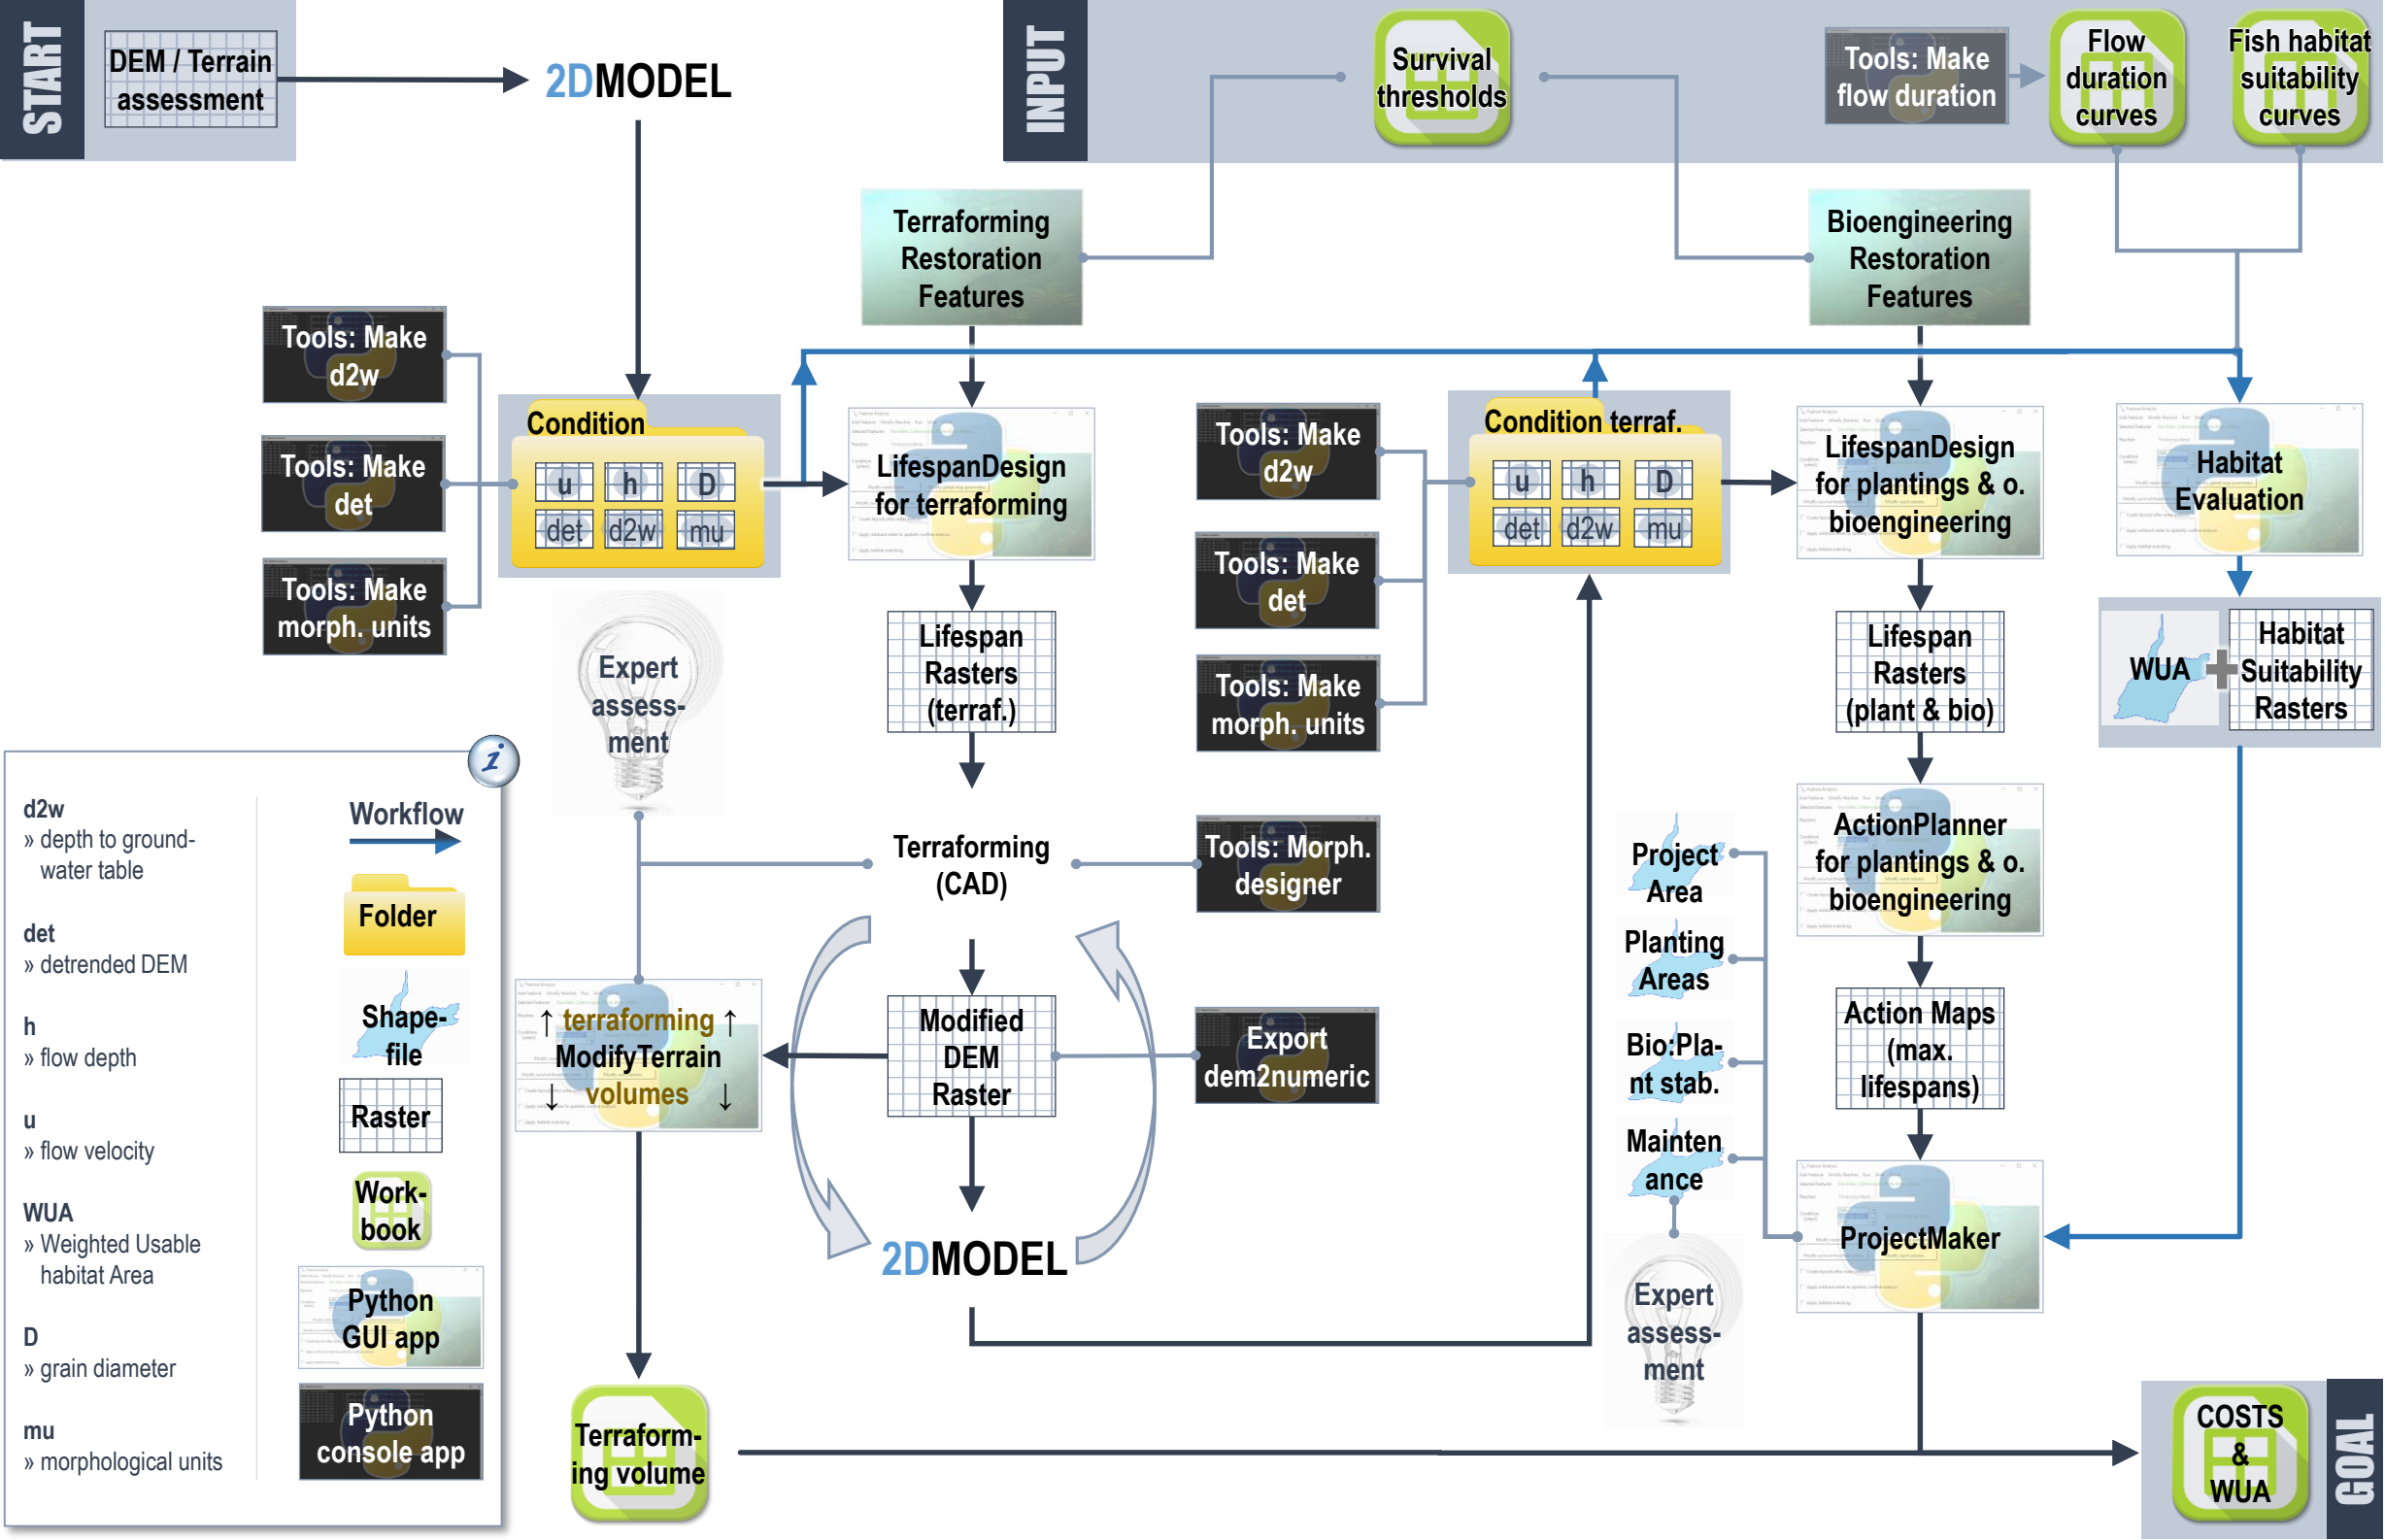 START
DEM / Terrain
assessment
2DMODEL
INPUT
Survival
thresholds
Tools: Make
flow duration
Flow
duration
curves
Fish habitat
suitability
curves
Terraforming
Restoration
Features
Bioengineering
Restoration
Features
Tools: Make
d2w
Tools: Make
det
Tools: Make
morph. units
Condition
u
h
D
det
d2w
mu
LifespanDesign
for terraforming
Tools: Make
d2w
Tools: Make
det
Tools: Make
morph. units
Condition terraf.
u
h
D
det
d2w
mu
LifespanDesign
for plantings & o.
bioengineering
Habitat
Evaluation
Expert
assess-
ment
Lifespan
Rasters
(terraf.)
Lifespan
Rasters
(plant & bio)
WUA
Habitat
Suitability
Rasters
Terraforming
(CAD)
Tools: Morph.
designer
Project
Area
Planting
Areas
Bio:Pla-
nt stab.
Mainten
ance
ActionPlanner
for plantings & o.
bioengineering
↑ terraforming ↑
ModifyTerrain
↓ volumes ↓
Modified
DEM
Raster
Export
dem2numeric
Action Maps
(max.
lifespans)
2DMODEL
Expert
assess-
ment
ProjectMaker
Terraform-
ing volume
COSTS
&
WUA
GOAL
i
d2w
» depth to ground-
water table
det
» detrended DEM
h
» flow depth
u
» flow velocity
WUA
» Weighted Usable
habitat Area
D
» grain diameter
mu
» morphological units
Workflow
Folder
Shape-
file
Raster
Work-
book
Python
GUI app
Python
console app